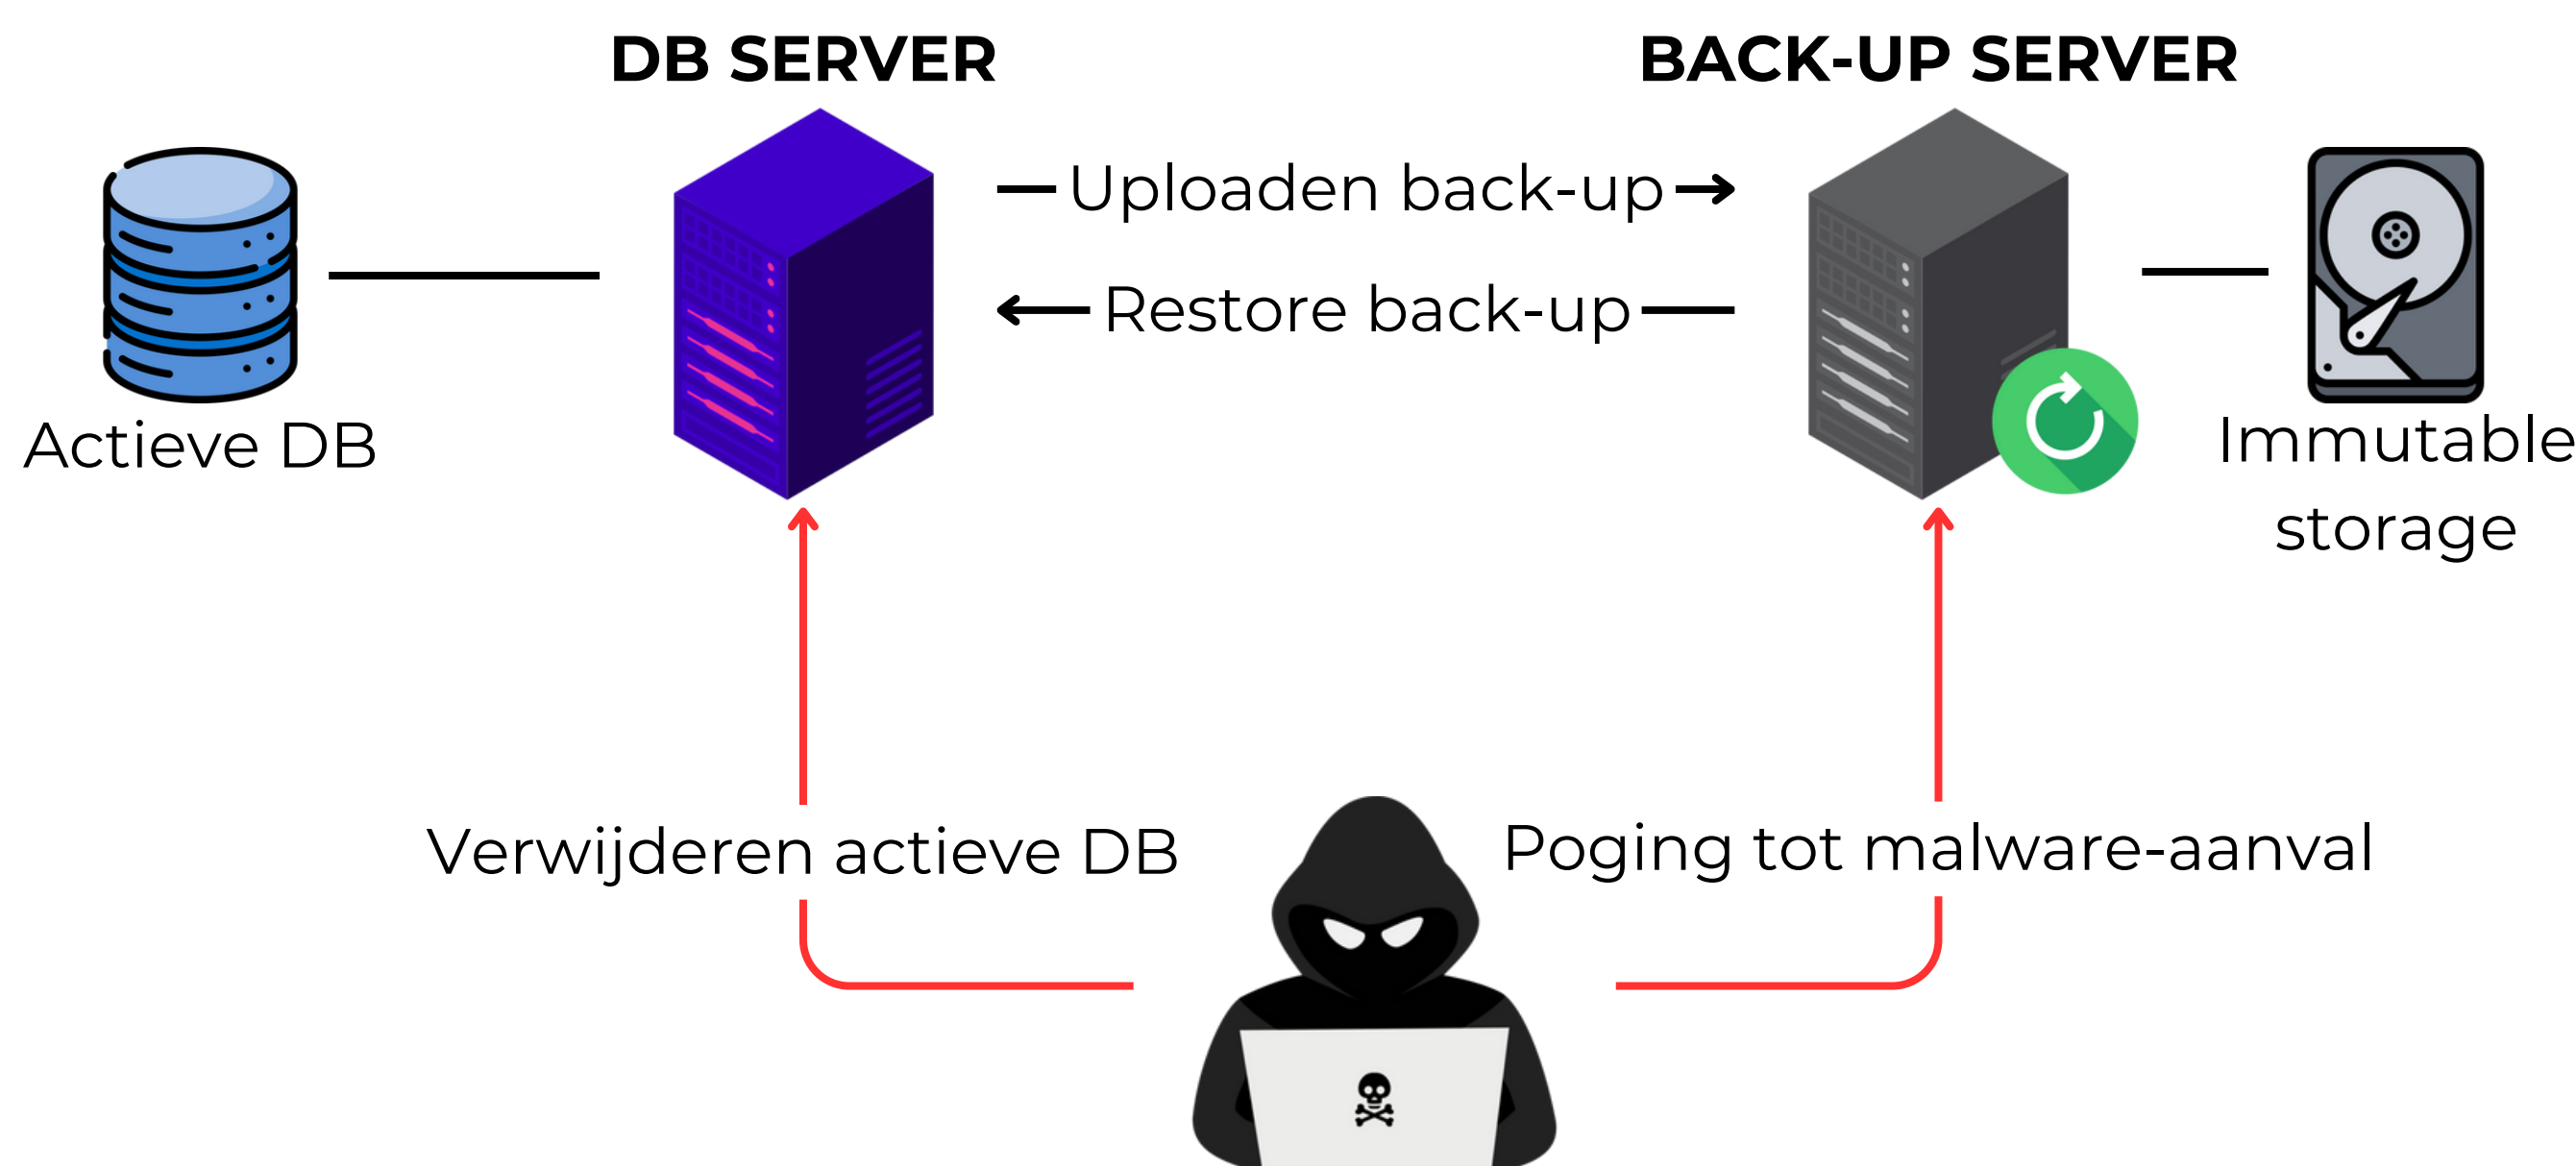 DB SERVER
BACK-UP SERVER
Uploaden back-up
Restore back-up
Actieve DB
Immutable
storage
Verwijderen actieve DB
Poging tot malware-aanval